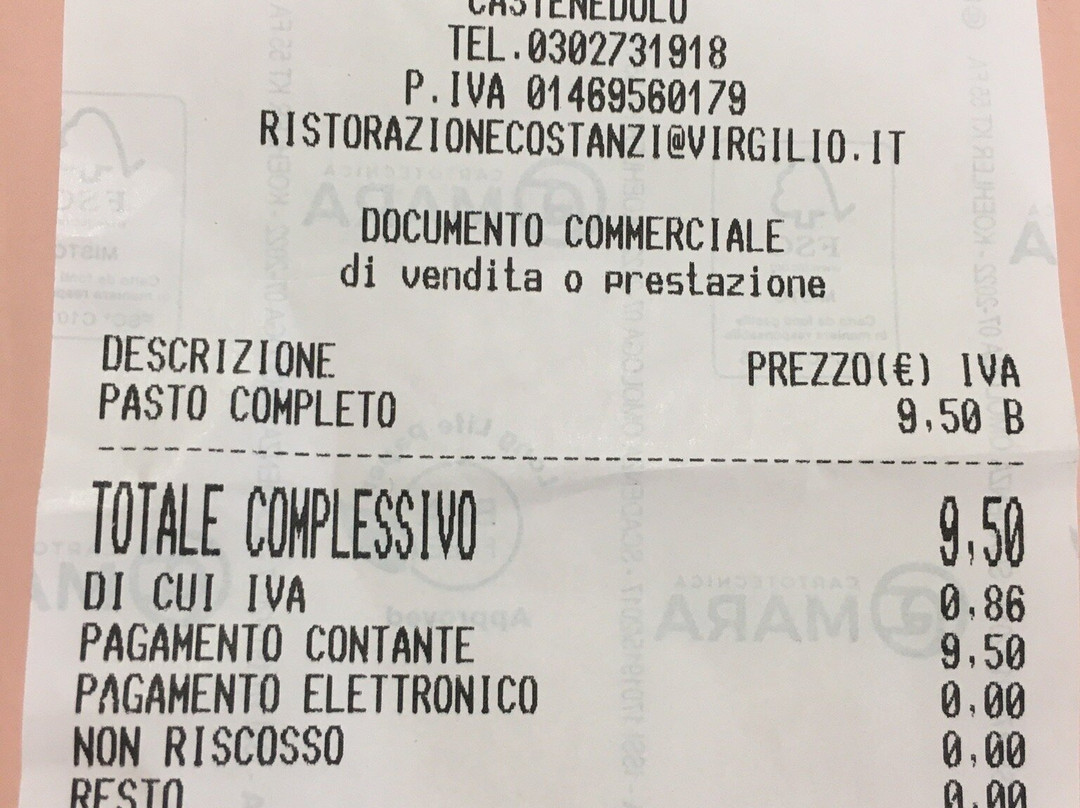 CASTENEDOLO
TEL.0302731918
P.IVA 01469560179
RISTORAZIONECOSTANZI@VIRGILIO.IT
DOCUMENTO COMMERCIALE
di vendita o prestazione
DESCRIZIONE PREZZO(€) IVA
PASTO COMPLETO 9,50 B
TOTALE COMPLESSIVO 9,50
DI CUI IVA 0,86
PAGAMENTO CONTANTE 9,50
PAGAMENTO ELETTRONICO 0,00
NON RISCOSSO 0,00
RESTO 0,00